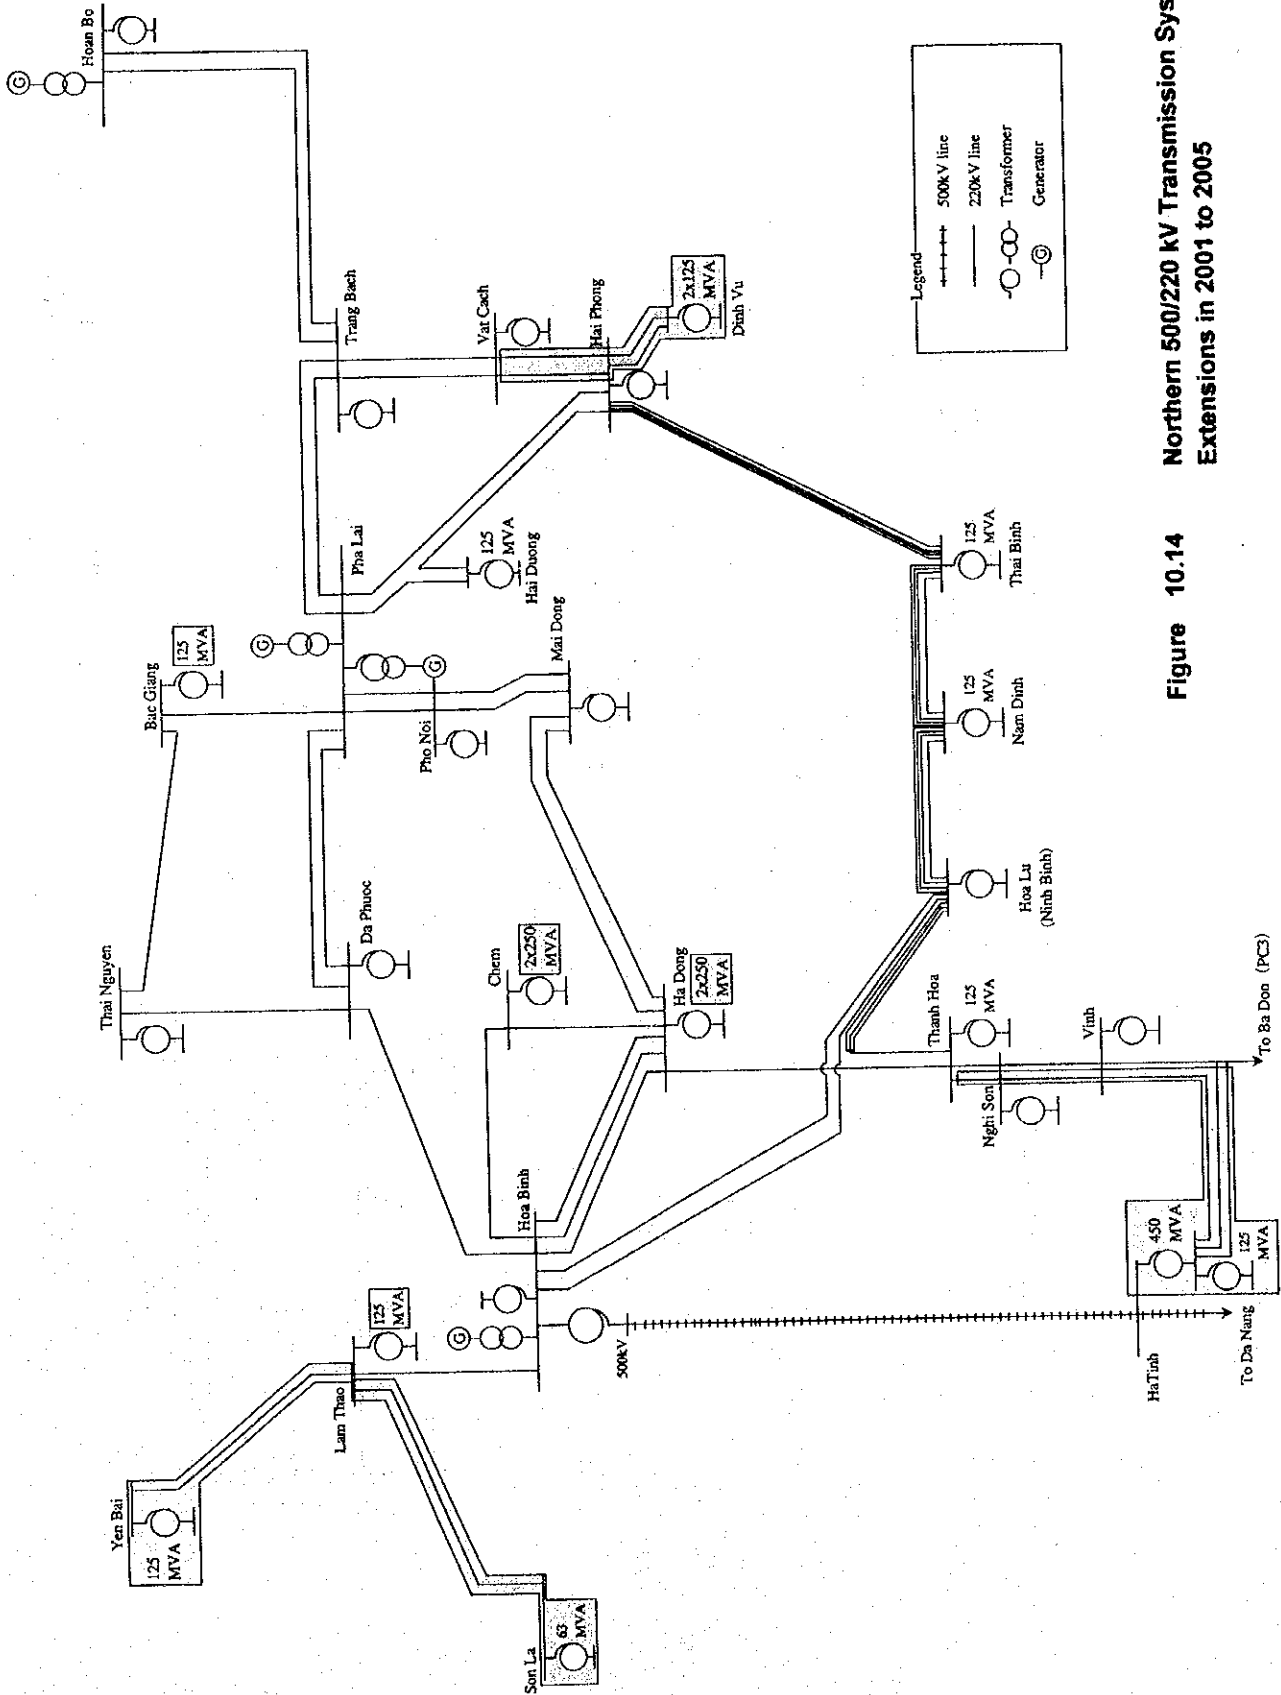 Hoan Bo
G
Trang Bach
Vat Cach
Hai Phong
2x125
MVA
Dinh Vu
Pha Lai
125
MVA
Hai Duong
Bac Giang
125
MVA
G
G
Pho Noi
Mai Dong
Thai Nguyen
Da Phuoc
Chem
2x250
MVA
Ha Dong
2x250
MVA
Thai Binh
125
MVA
Nam Dinh
125
MVA
Hoa Lu
(Ninh Binh)
Thanh Hoa
125
MVA
Nghi Son
Vinh
To Ba Don (PC3)
Hoa Binh
G
500kV
Lam Thao
125
MVA
Yen Bai
125
MVA
Son La
63
MVA
HaTinh
450
MVA
125
MVA
To Da Nang
Legend
500kV line
220kV line
Transformer
G Generator
Figure 10.14 Northern 500/220 kV Transmission Sys
Extensions in 2001 to 2005